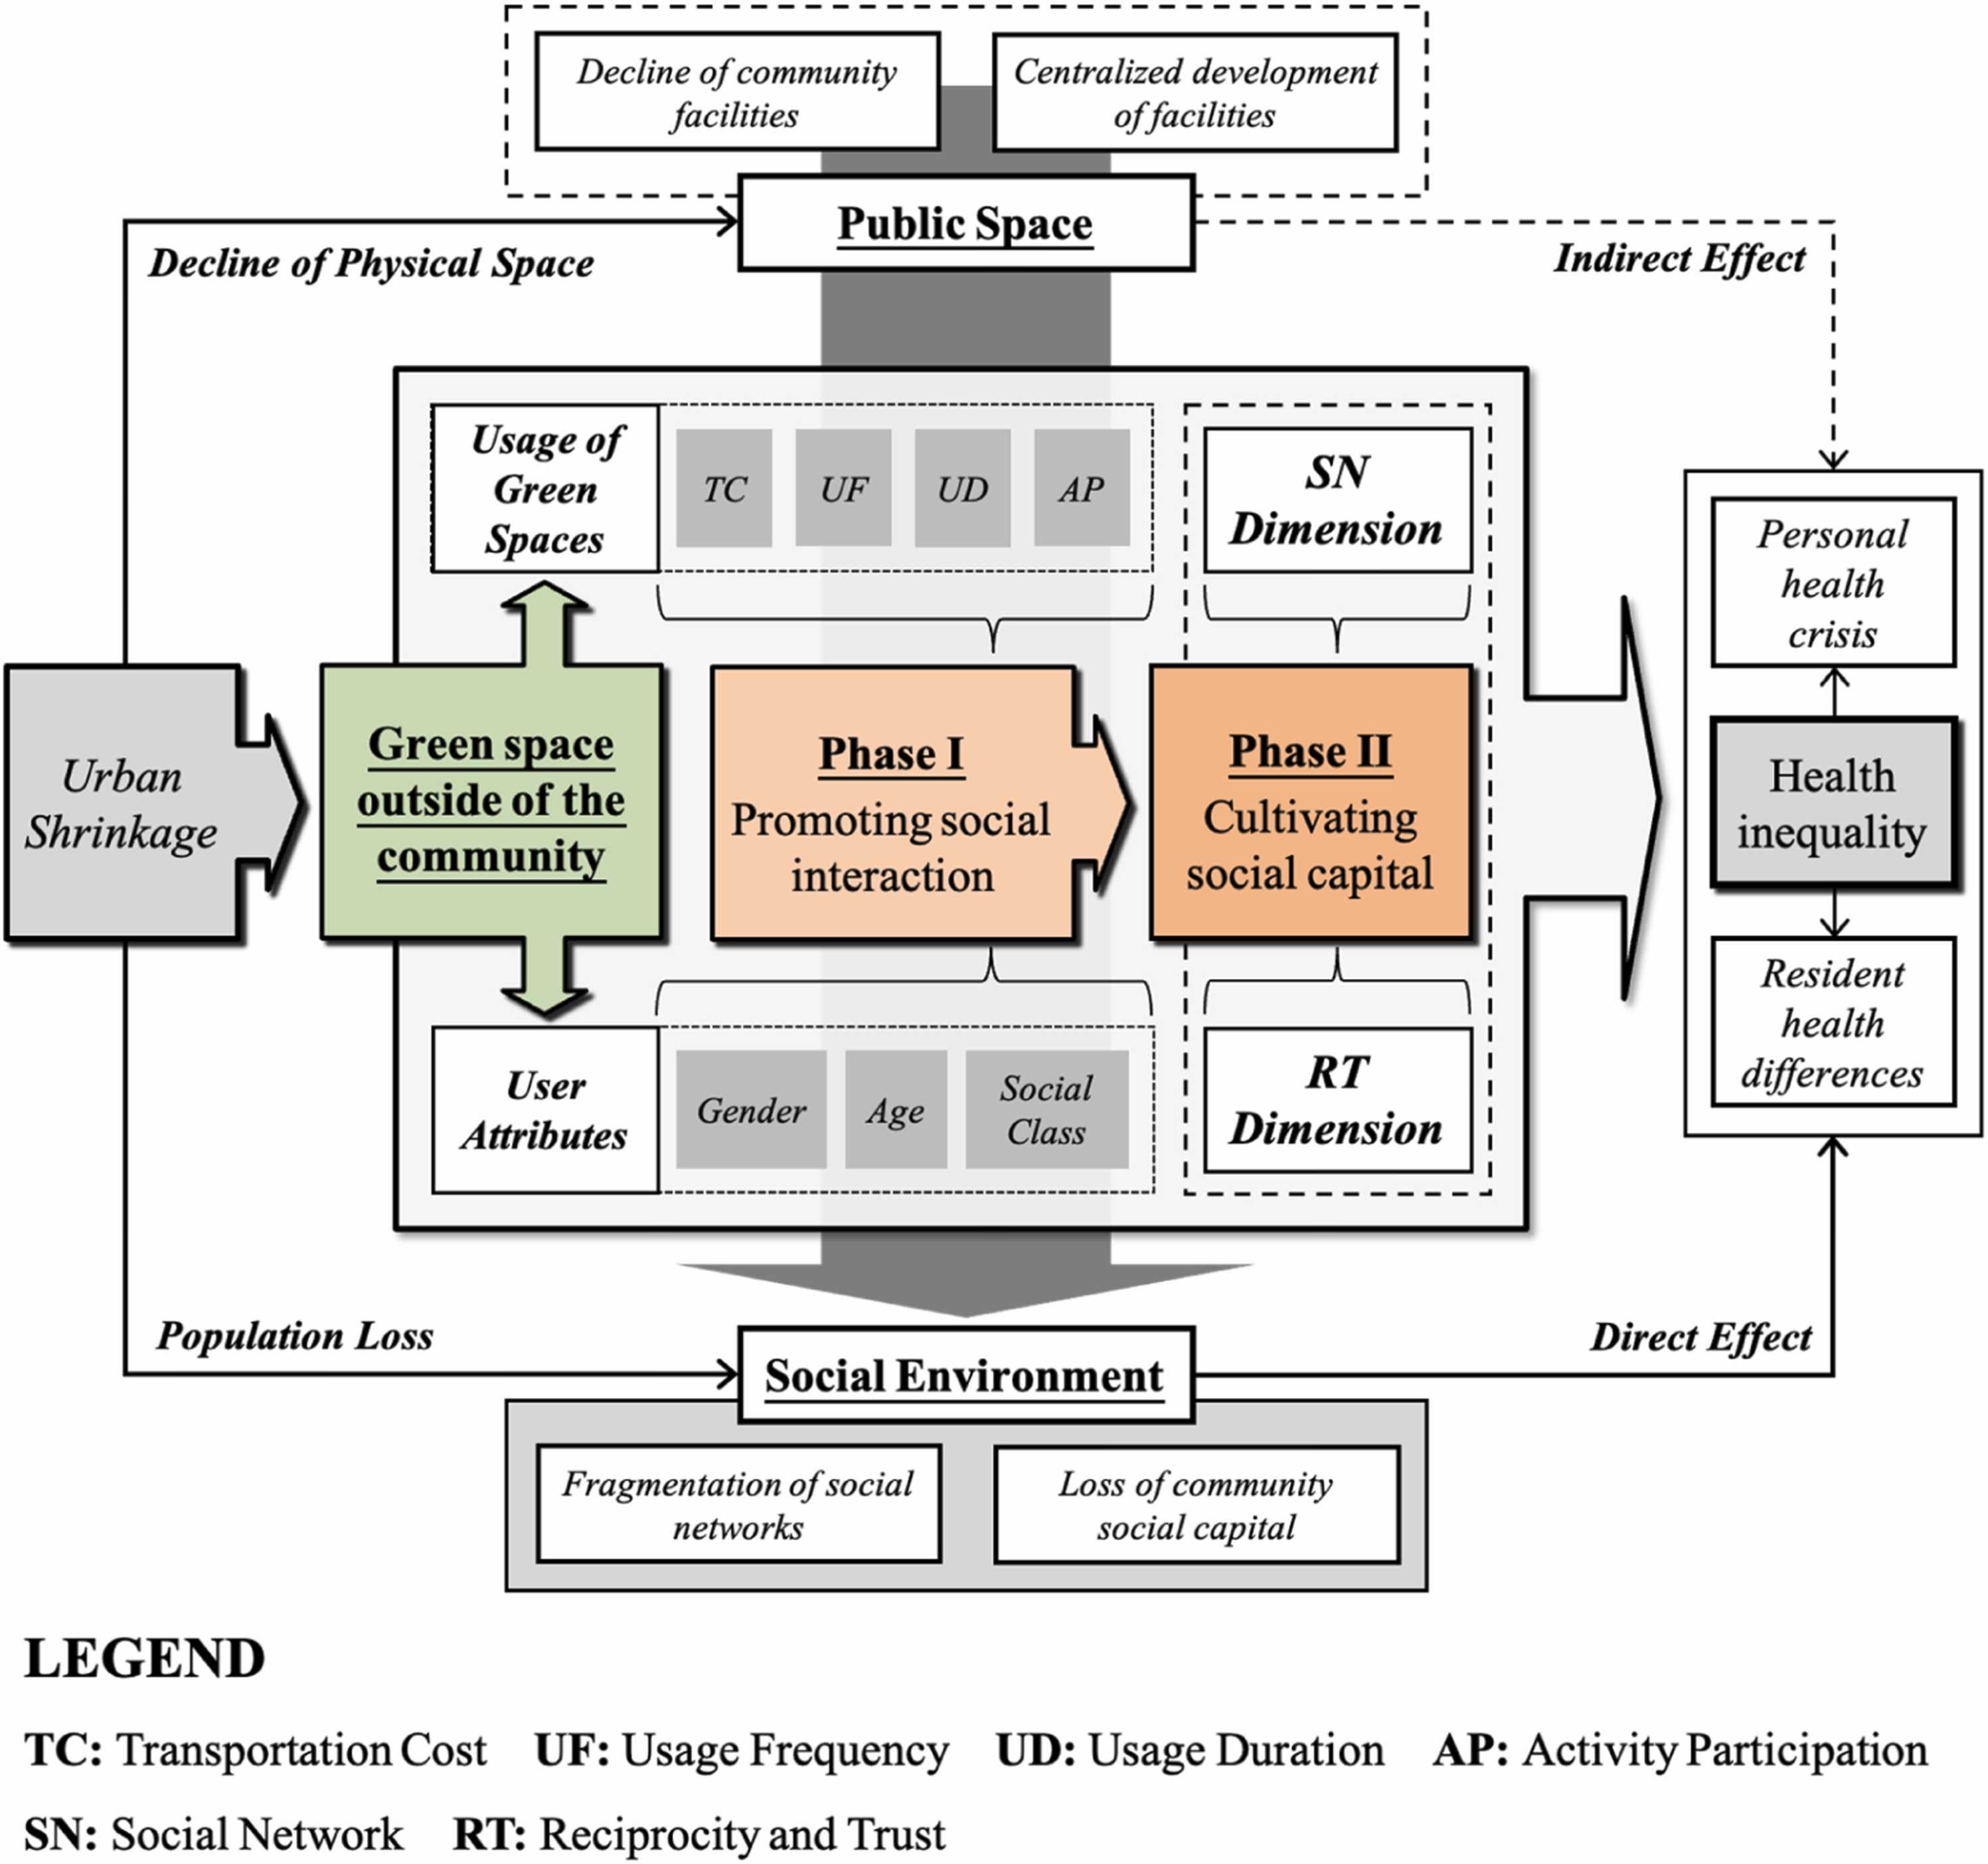 Decline of community
facilities
Centralized development
of facilities
Public Space
Decline of Physical Space
Indirect Effect
Usage of
Green
Spaces
TC
UF
UD
AP
SN
Dimension
Personal
health
crisis
Urban
Shrinkage
Green space
outside of the
community
Phase I
Promoting social
interaction
Phase II
Cultivating
social capital
Health
inequality
User
Attributes
Gender
Age
Social
Class
RT
Dimension
Resident
health
differences
Population Loss
Direct Effect
Social Environment
Fragmentation of social
networks
Loss of community
social capital
LEGEND
TC: Transportation Cost UF: Usage Frequency UD: Usage Duration AP: Activity Participation
SN: Social Network RT: Reciprocity and Trust